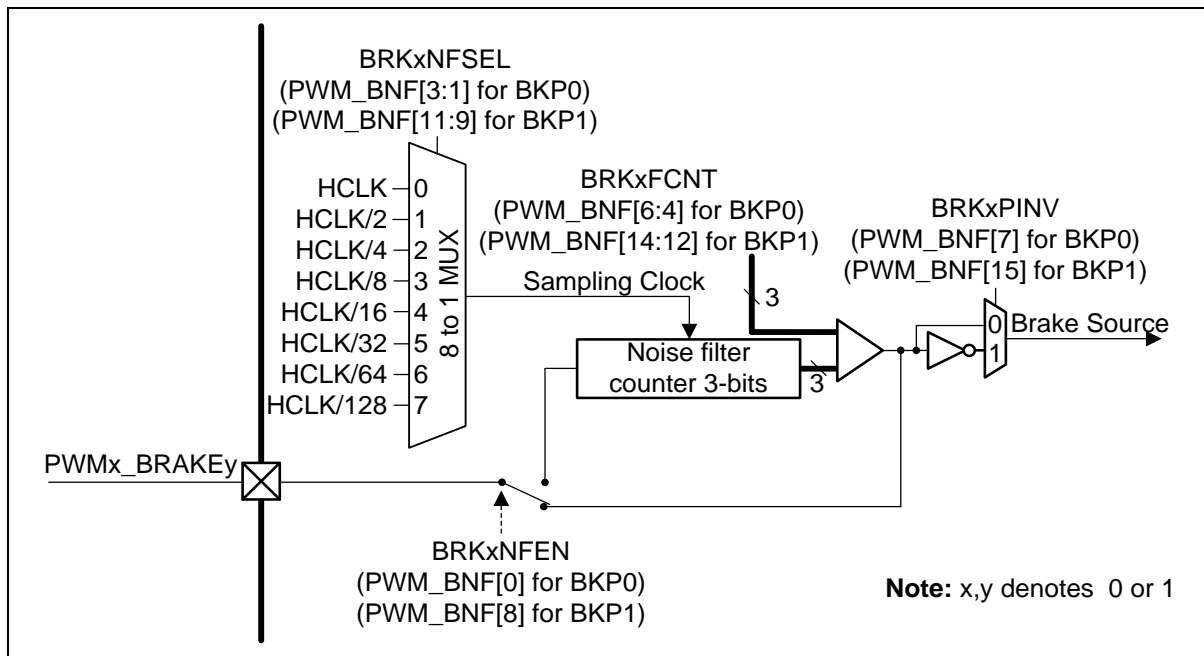 BRKxNFSEL
(PWM_BNF[3:1] for BKP0)
(PWM_BNF[11:9] for BKP1)
HCLK 0
HCLK/2 1
HCLK/4 2
HCLK/8 3
HCLK/16 4
HCLK/32 5
HCLK/64 6
HCLK/128 7
8 to 1 MUX
BRKxFCNT
(PWM_BNF[6:4] for BKP0)
(PWM_BNF[14:12] for BKP1)
Sampling Clock
3
Noise filter
counter 3-bits
3
BRKxPINV
(PWM_BNF[7] for BKP0)
(PWM_BNF[15] for BKP1)
0
1
Brake Source
PWMx_BRAKEy
BRKxNFEN
(PWM_BNF[0] for BKP0)
(PWM_BNF[8] for BKP1)
Note: x,y denotes 0 or 1